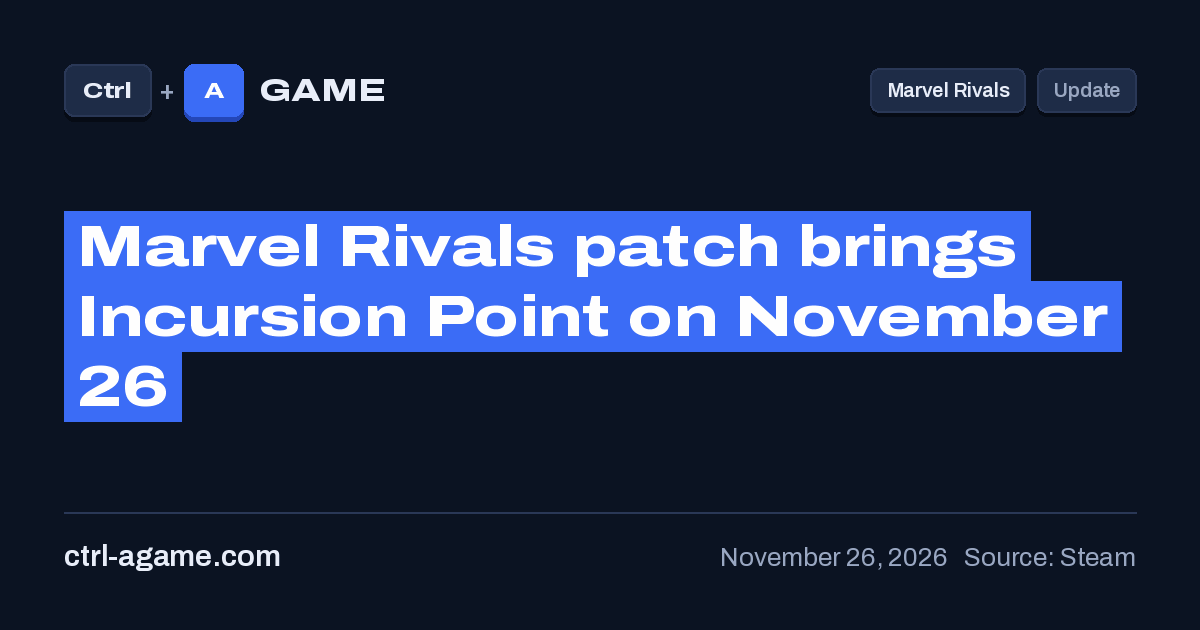 Ctrl + A GAME
Marvel Rivals Update
Marvel Rivals patch brings
Incursion Point on November
26
ctrl-agame.com
November 26, 2026 Source: Steam